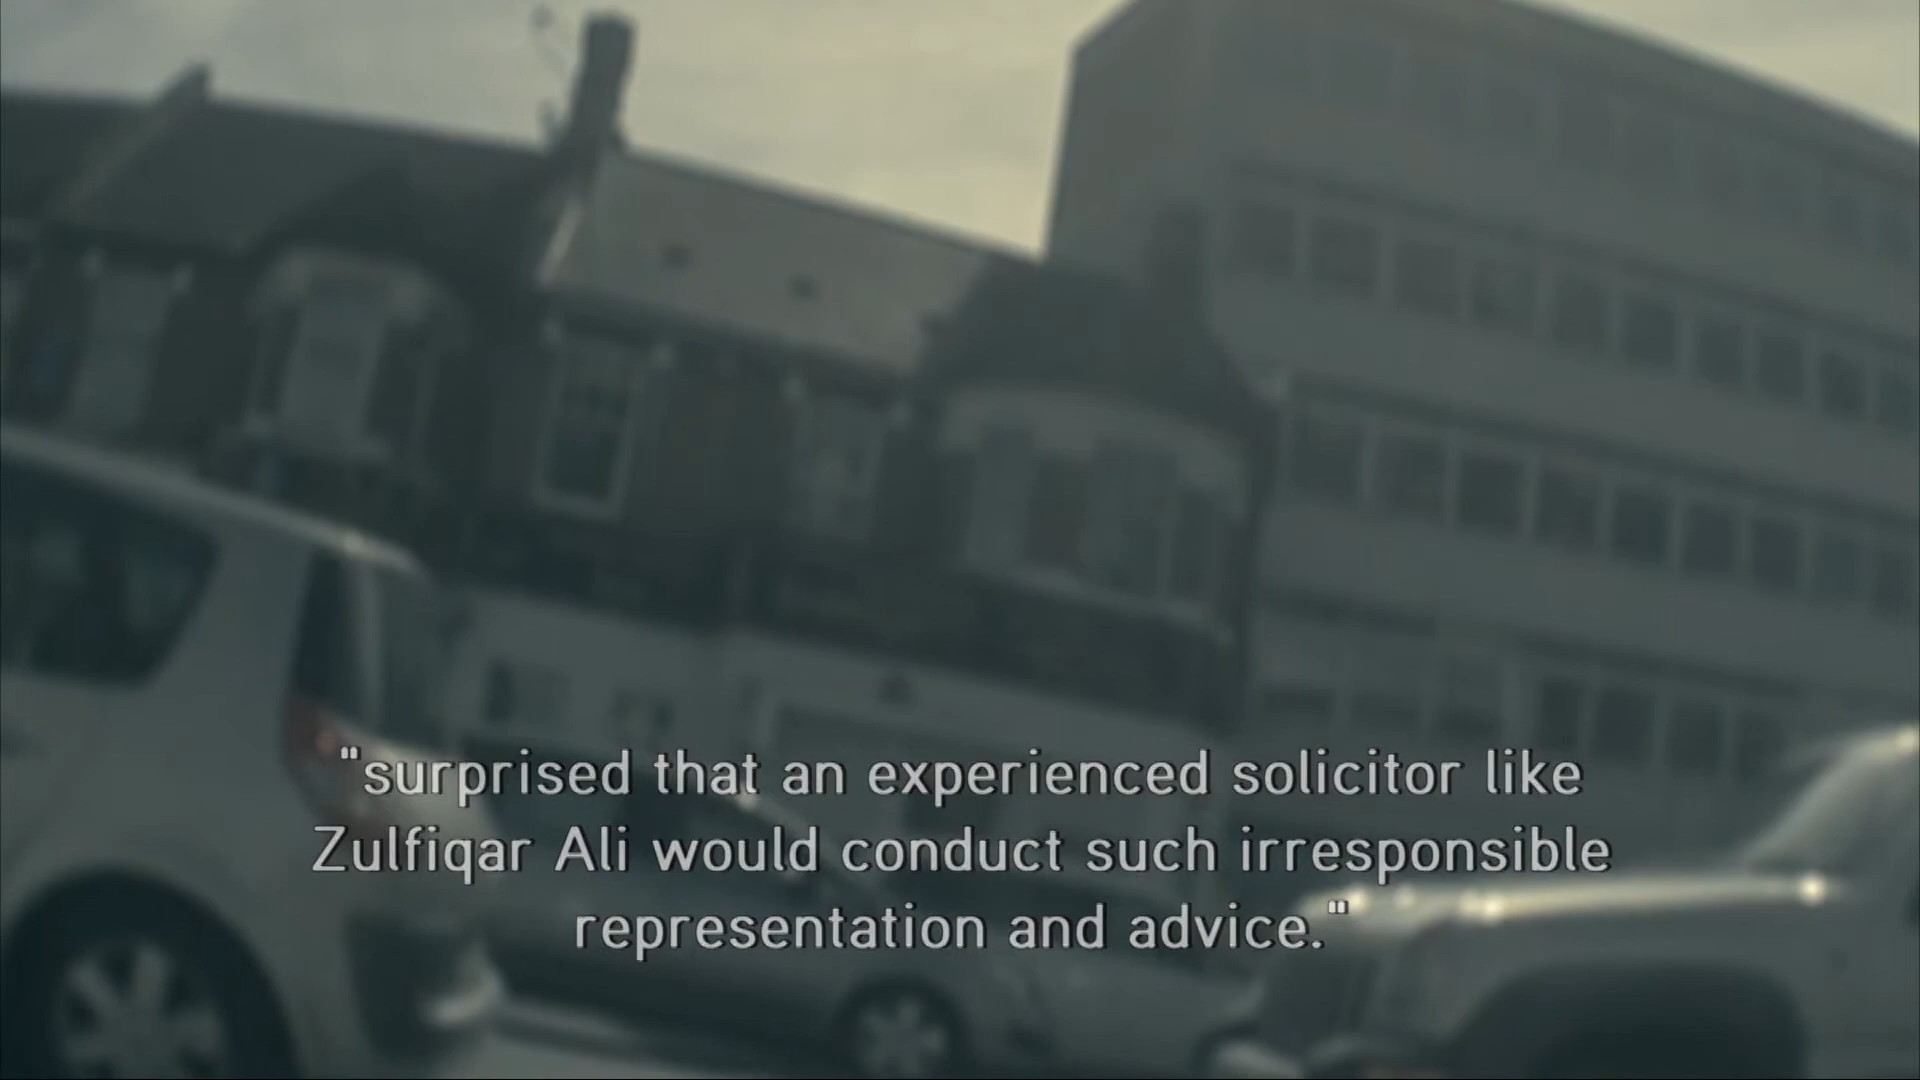 "surprised that an experienced solicitor like
Zulfiqar Ali would conduct such irresponsible
representation and advice."